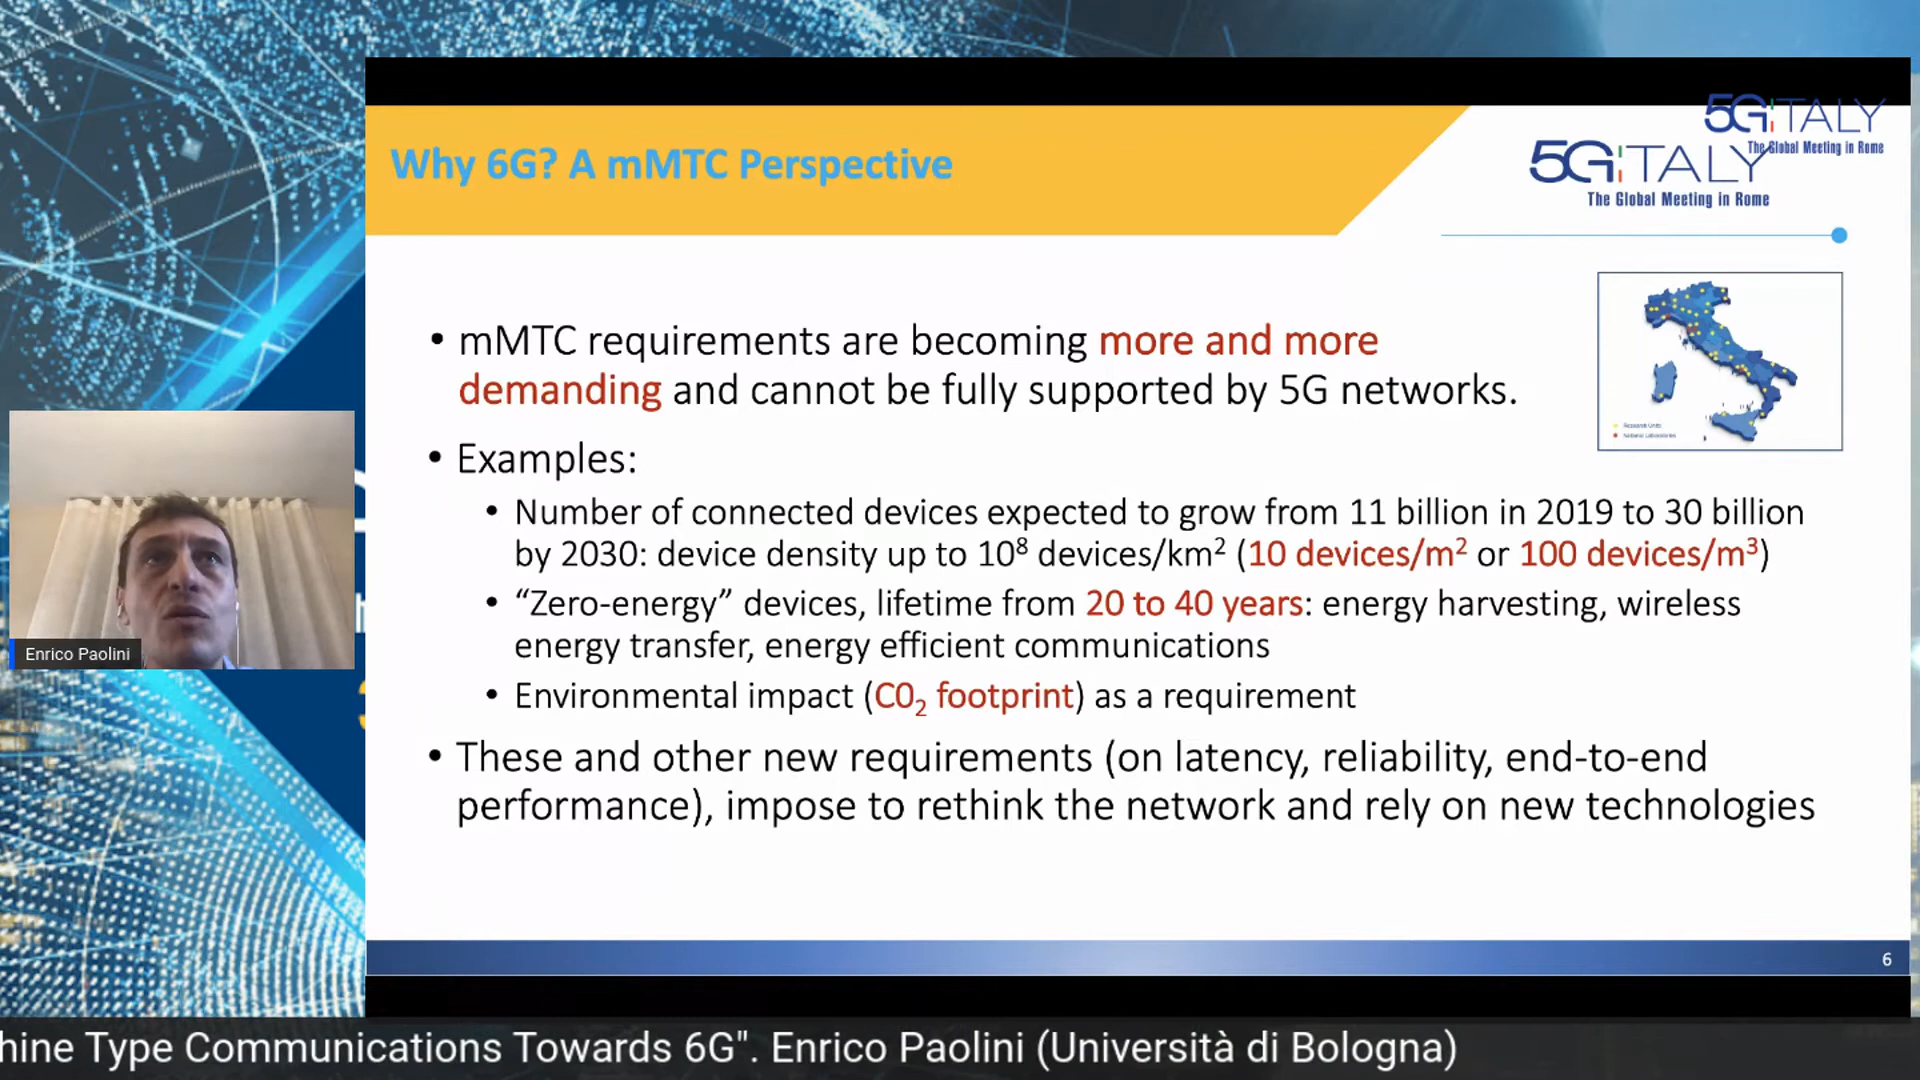 5G:ITALY
The Global Meeting in Rome
Why 6G? A mMTC Perspective
5G:ITALY
The Global Meeting in Rome
• mMTC requirements are becoming more and more
demanding and cannot be fully supported by 5G networks.
• Examples:
• Number of connected devices expected to grow from 11 billion in 2019 to 30 billion
by 2030: device density up to 10⁸ devices/km² (10 devices/m² or 100 devices/m³)
• “Zero-energy” devices, lifetime from 20 to 40 years: energy harvesting, wireless
energy transfer, energy efficient communications
• Environmental impact (C0₂ footprint) as a requirement
• These and other new requirements (on latency, reliability, end-to-end
performance), impose to rethink the network and rely on new technologies
Research Units
National Laboratories
Enrico Paolini
6
hine Type Communications Towards 6G". Enrico Paolini (Università di Bologna)